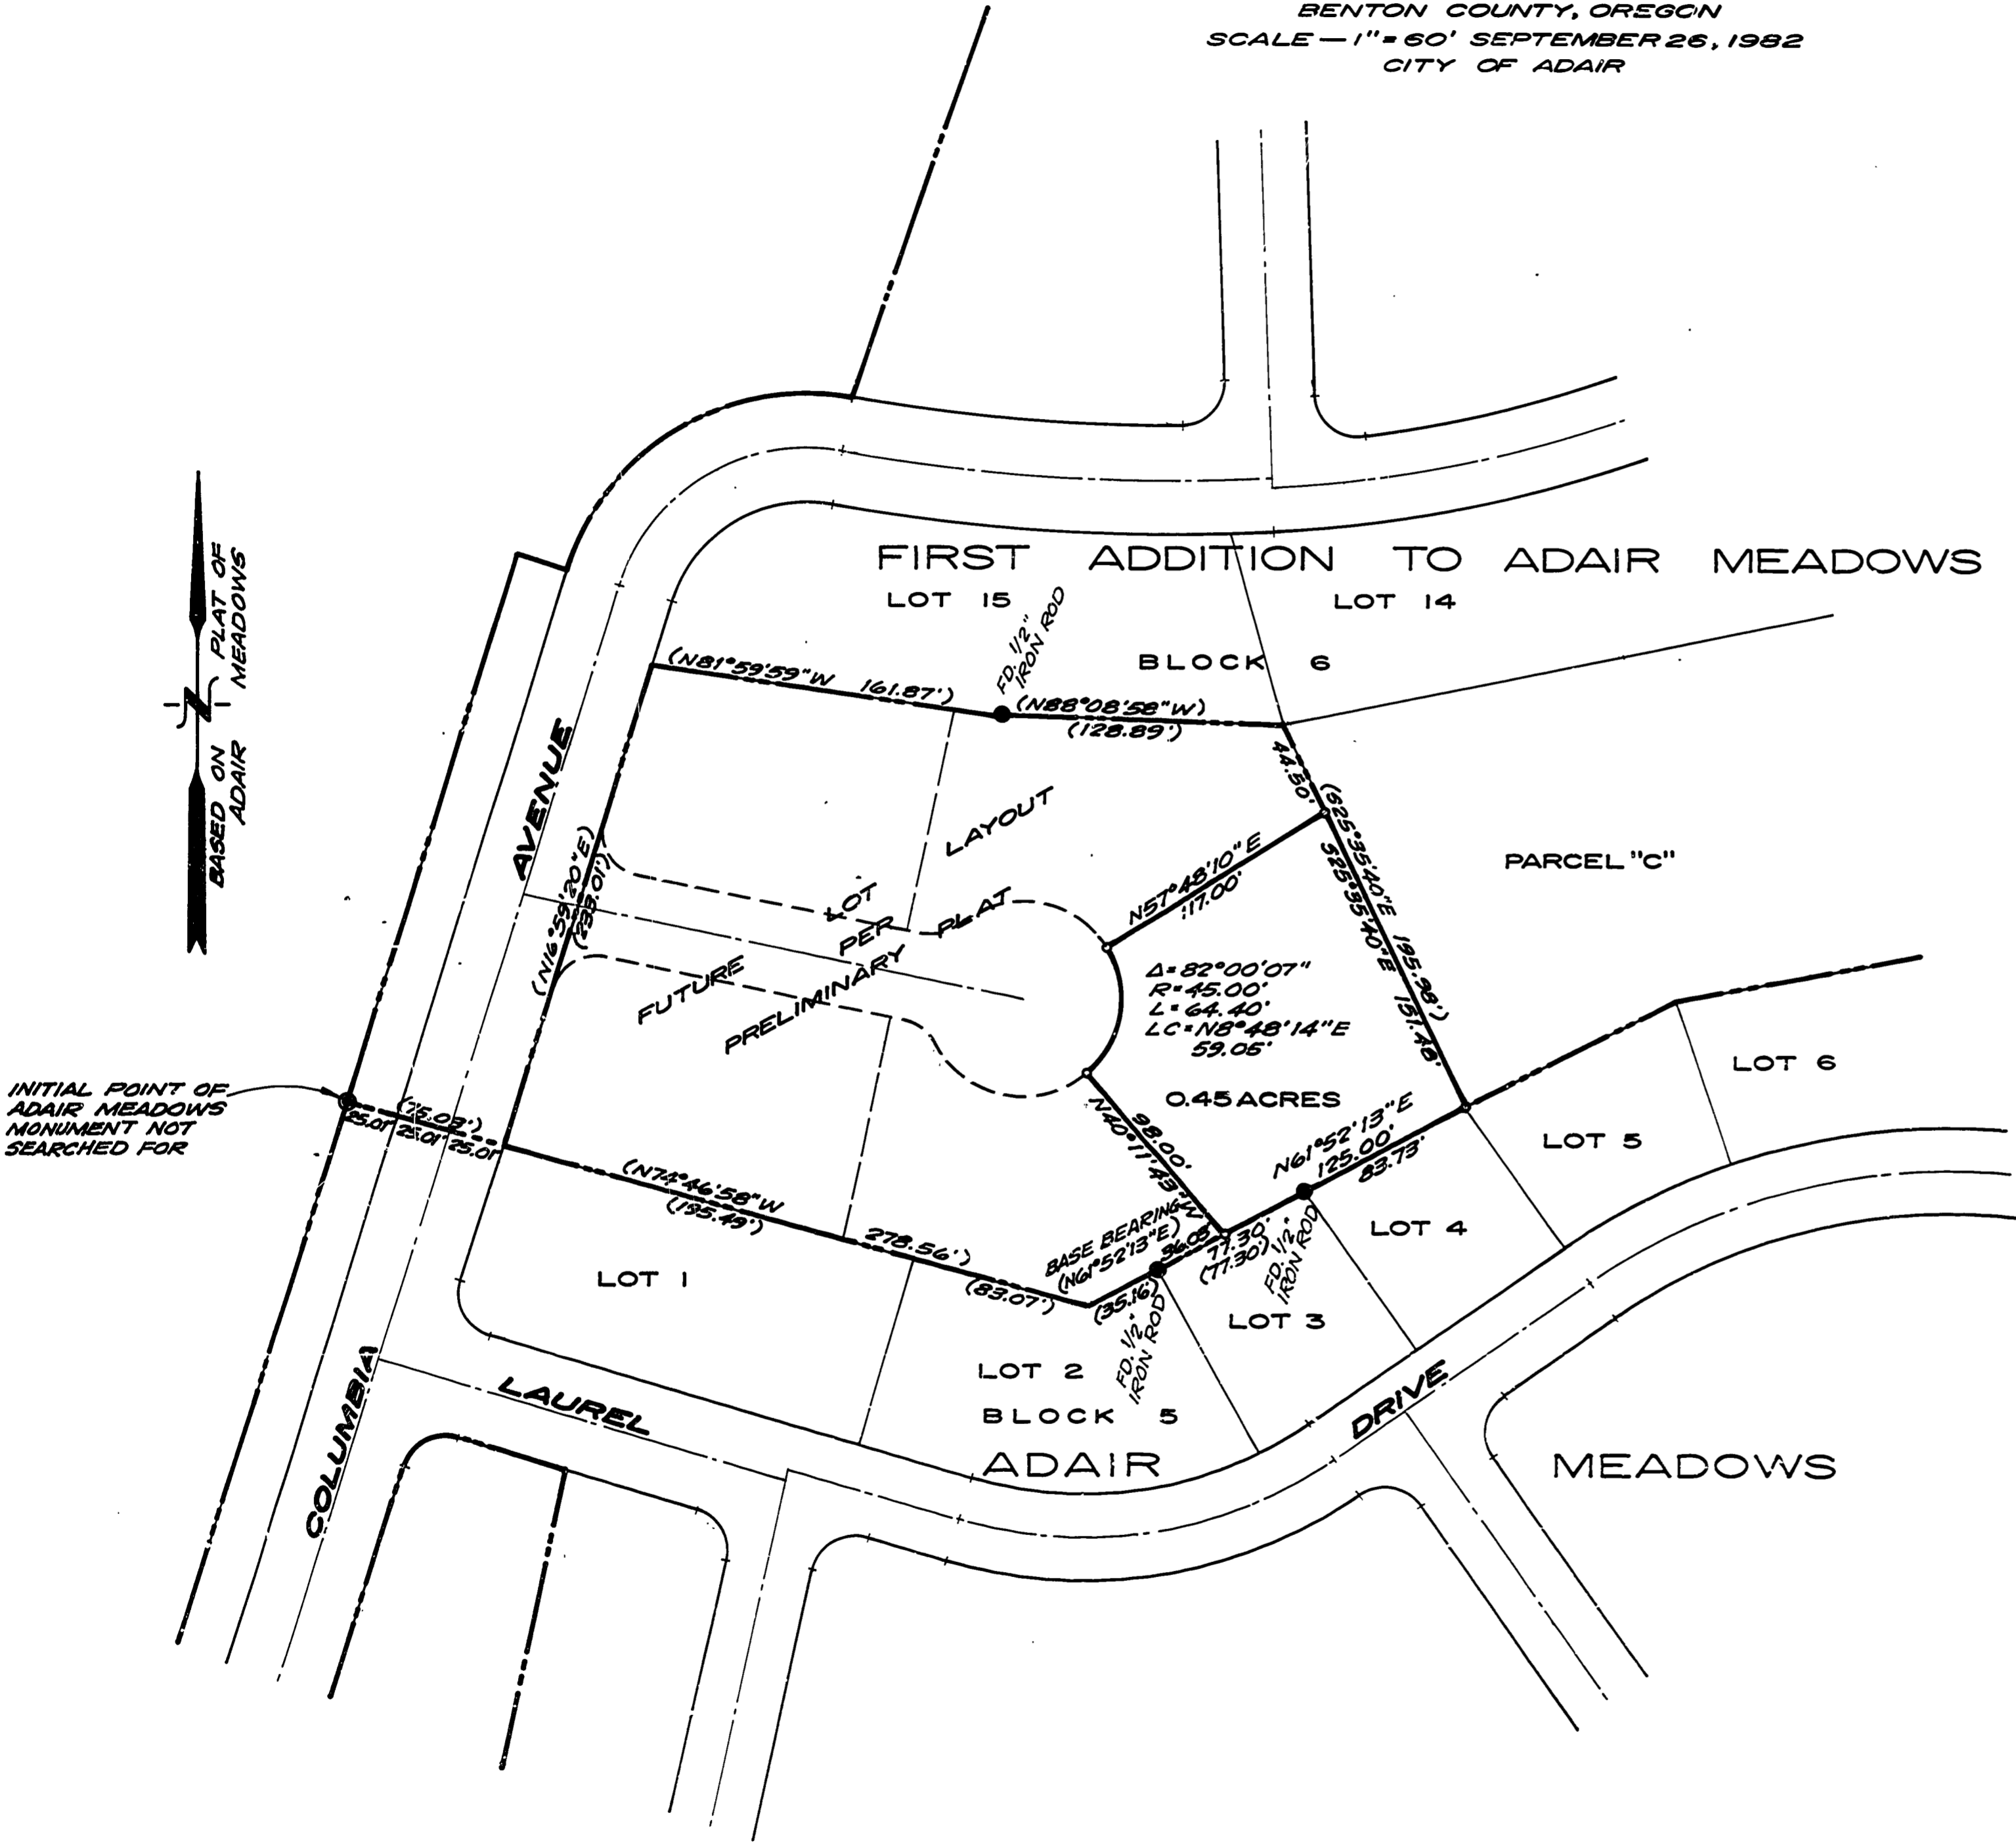 BENTON COUNTY, OREGON
SCALE — 1" = 60' SEPTEMBER 26, 1982
CITY OF ADAIR
FIRST ADDITION TO ADAIR MEADOWS
LOT 15
LOT 14
BLOCK 6
FD. 1/2"
IRON ROD
(N81°59'59"W 161.87')
(N88°08'58"W)
(128.89')
BASED ON PLAT OF
ADAIR MEADOWS
N
AVENUE
44.50'
(S25°35'40"E 195.98')
S25°35'40"E 151.48'
PARCEL "C"
LAYOUT
LOT
PER PLAT
FUTURE
PRELIMINARY
N57°48'10"E
117.00'
(N16°59'20"E)
(233.01')
Δ=82°00'07"
R=45.00'
L=64.40'
LC=N8°48'14"E
59.05'
0.45 ACRES
INITIAL POINT OF
ADAIR MEADOWS
MONUMENT NOT
SEARCHED FOR
(75.03')
25.01' 25.01' 25.01'
98.00'
N40°11'43"W
N61°52'13"E
125.00'
83.73'
LOT 6
LOT 5
LOT 4
(N74°46'58"W
278.56')
(195.49')
(83.07')
BASE BEARING
(N61°52'13"E)
(35.16')
36.03'
77.30'
(77.30')
FD. 1/2"
IRON ROD
FD. 1/2"
IRON ROD
LOT 1
LOT 3
LOT 2
BLOCK 5
LAUREL
DRIVE
COLUMBIA
ADAIR
MEADOWS